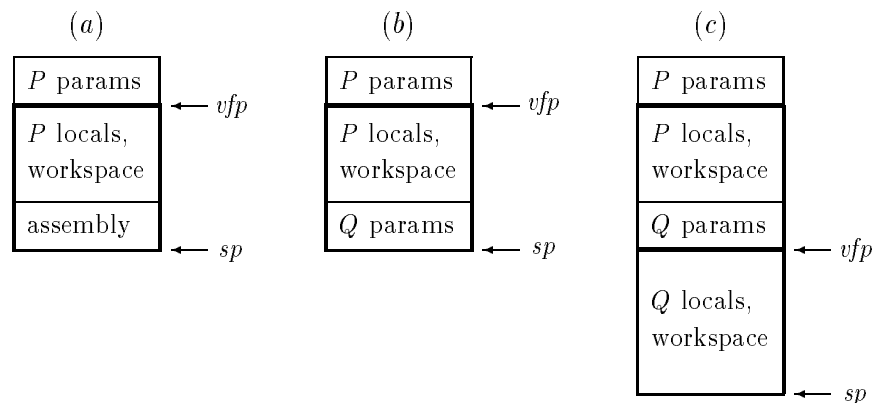 (a)
P params
vfp
P locals,
workspace
assembly
sp
(b)
P params
vfp
P locals,
workspace
Q params
sp
(c)
P params
P locals,
workspace
Q params
vfp
Q locals,
workspace
sp